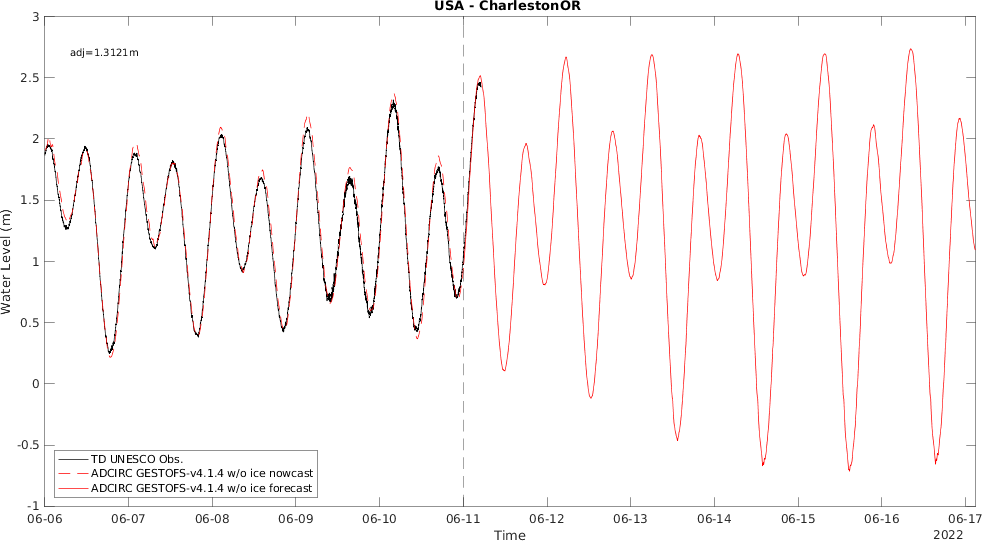 USA - CharlestonOR
3
2.5
2
1.5
1
0.5
0
-0.5
-1
Water Level (m)
adj=1.3121m
TD UNESCO Obs.
ADCIRC GESTOFS-v4.1.4 w/o ice nowcast
ADCIRC GESTOFS-v4.1.4 w/o ice forecast
06-06 06-07 06-08 06-09 06-10 06-11 06-12 06-13 06-14 06-15 06-16 06-17
Time
2022